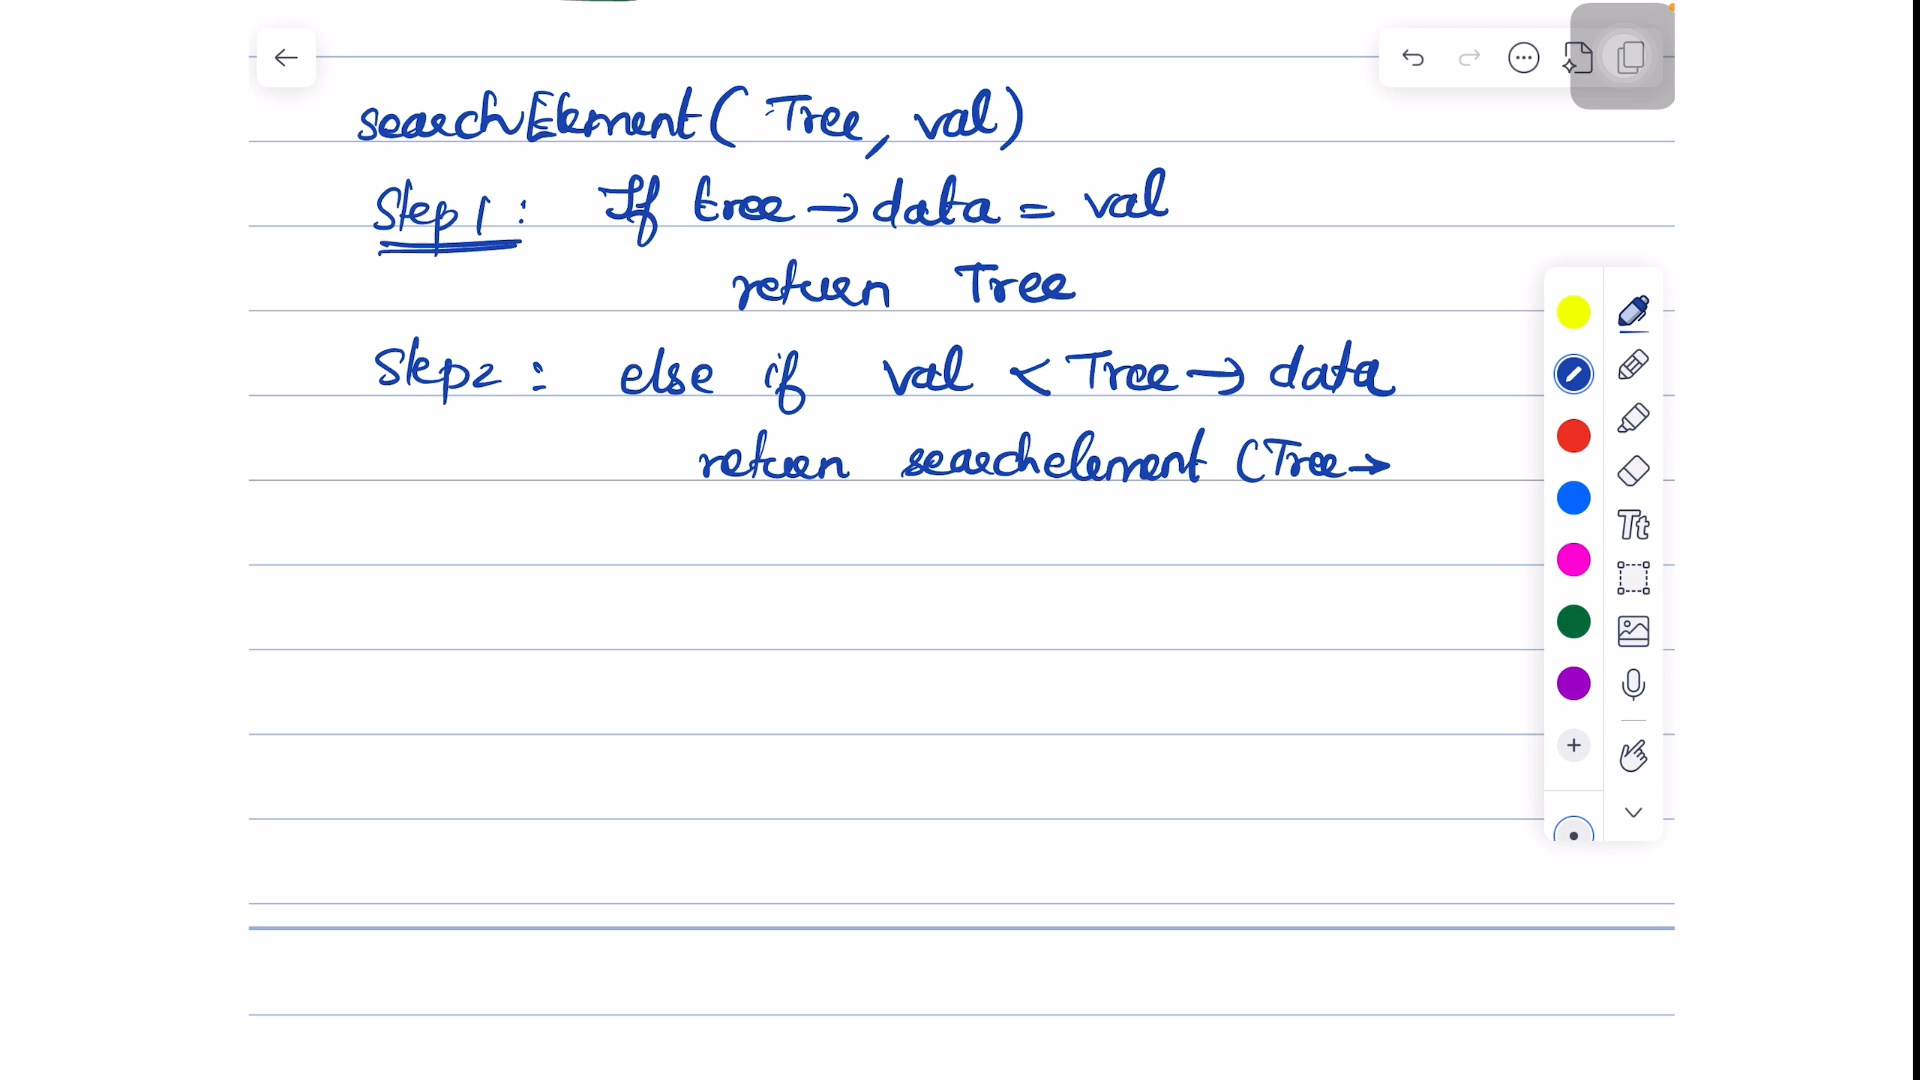 searchElement( Tree, val)
Step 1 : If tree → data = val
return Tree
Step2 : else if val < Tree → data
return searchelement (Tree →
Tt